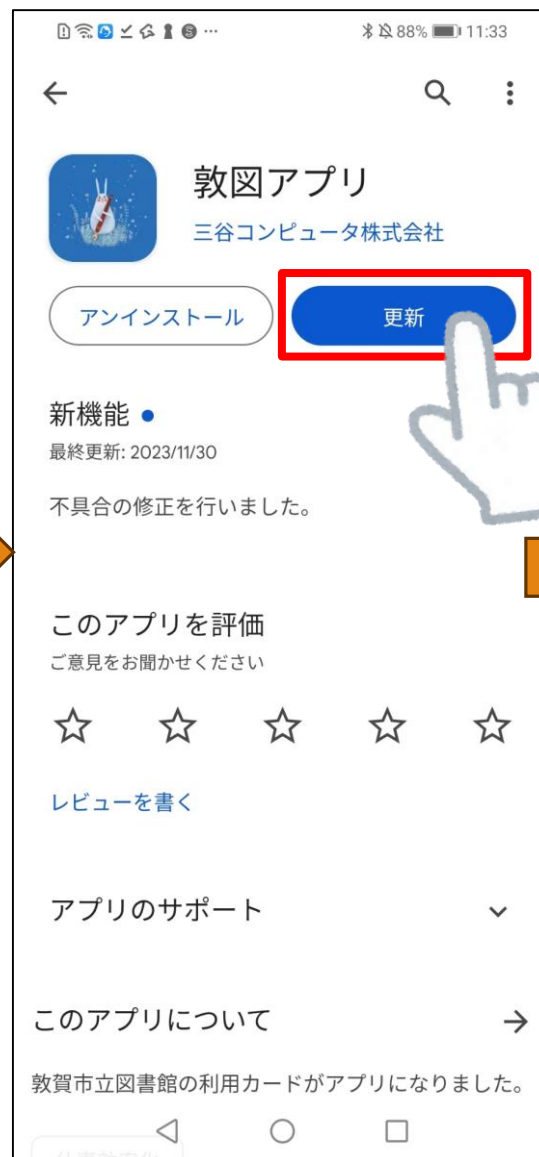 88% 11:33
敦図アプリ
三谷コンピュータ株式会社
アンインストール
更新
新機能
最終更新: 2023/11/30
不具合の修正を行いました。
このアプリを評価
ご意見をお聞かせください
レビューを書く
アプリのサポート
このアプリについて
敦賀市立図書館の利用カードがアプリになりました。